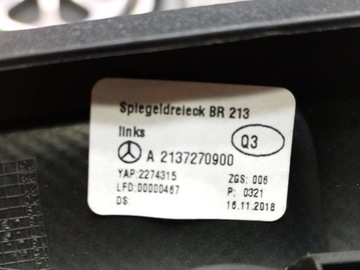 Spiegeldreieck BR 213
links
Q3
A 2137270900
YAP:2274315 ZGS: 006
LFD:00000467 P: 0321
DS: 16.11.2018